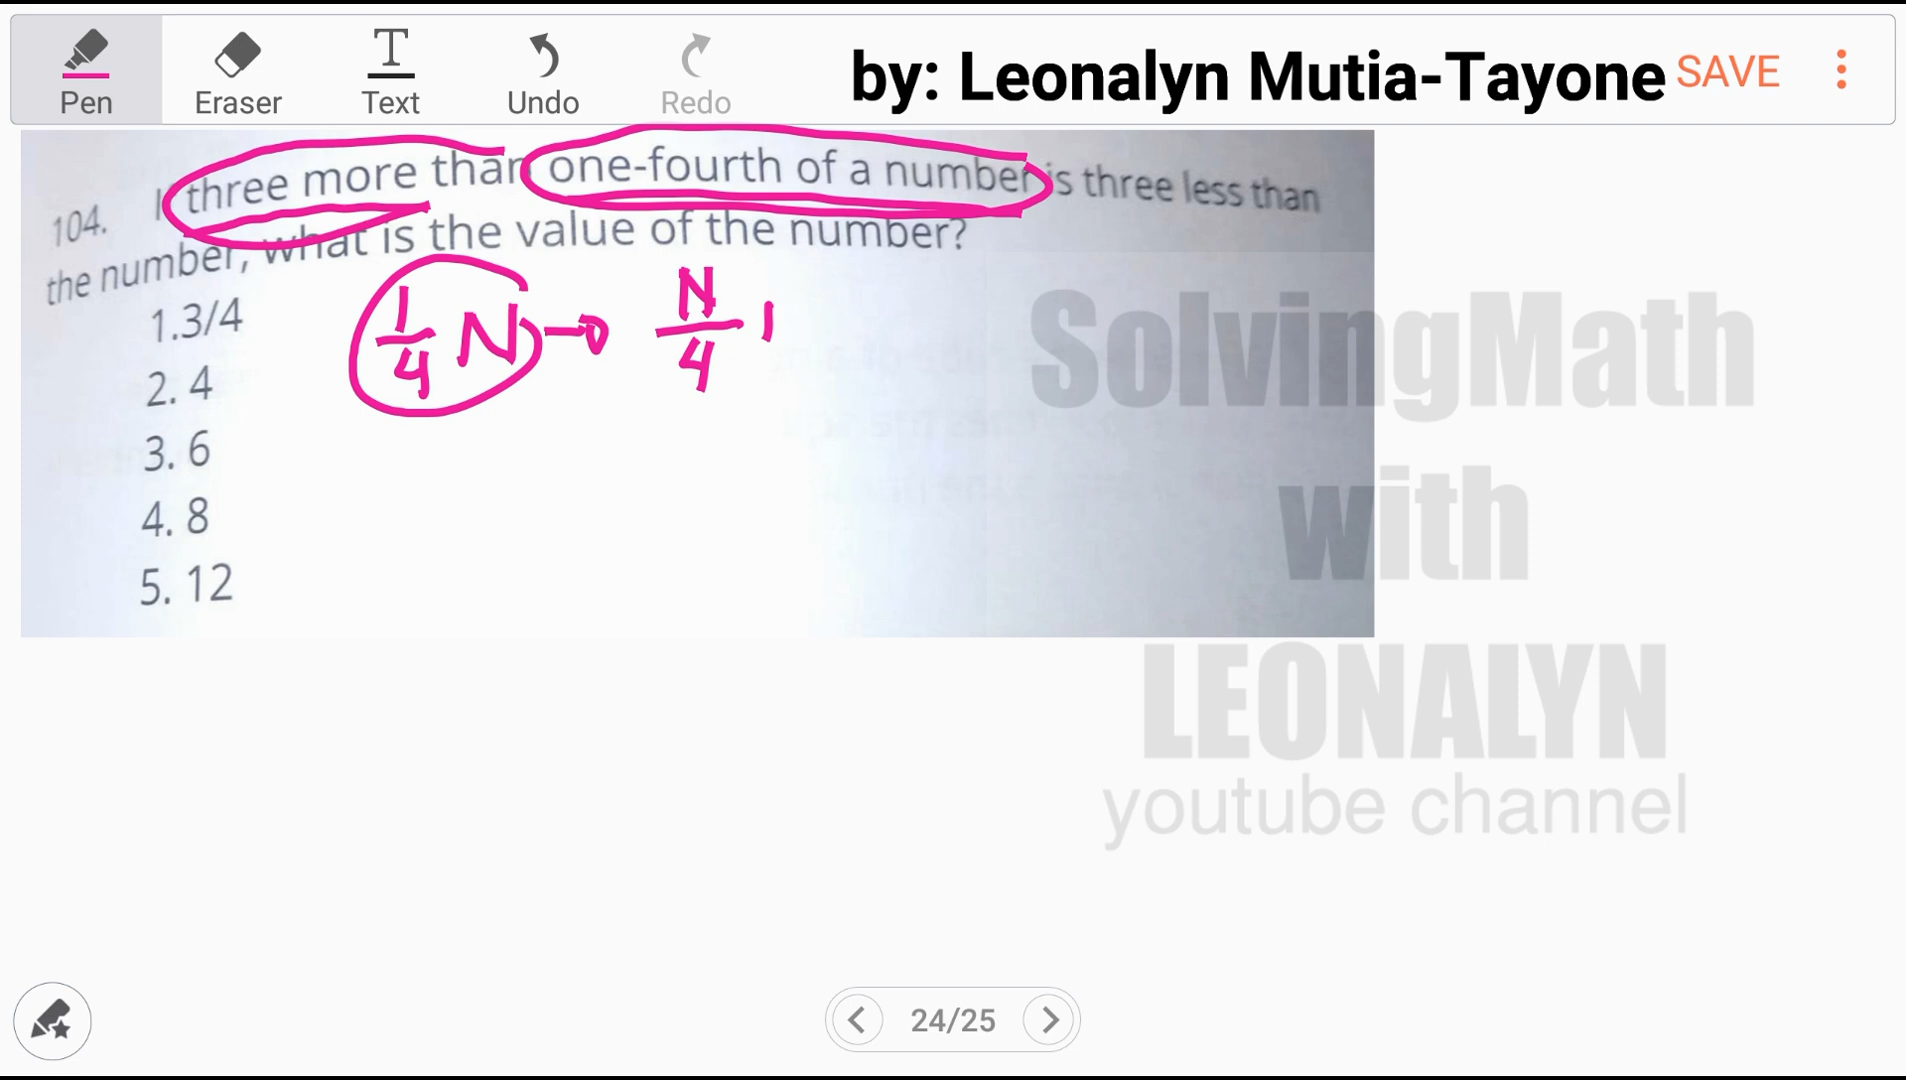 Pen
Eraser
T
Text
Undo
Redo
by: Leonalyn Mutia-Tayone
SAVE
104. If three more than one-fourth of a number is three less than
the number, what is the value of the number?
1.3/4
2. 4
3. 6
4. 8
5. 12
1/4 N → N/4
SolvingMath
with
LEONALYN
youtube channel
24/25